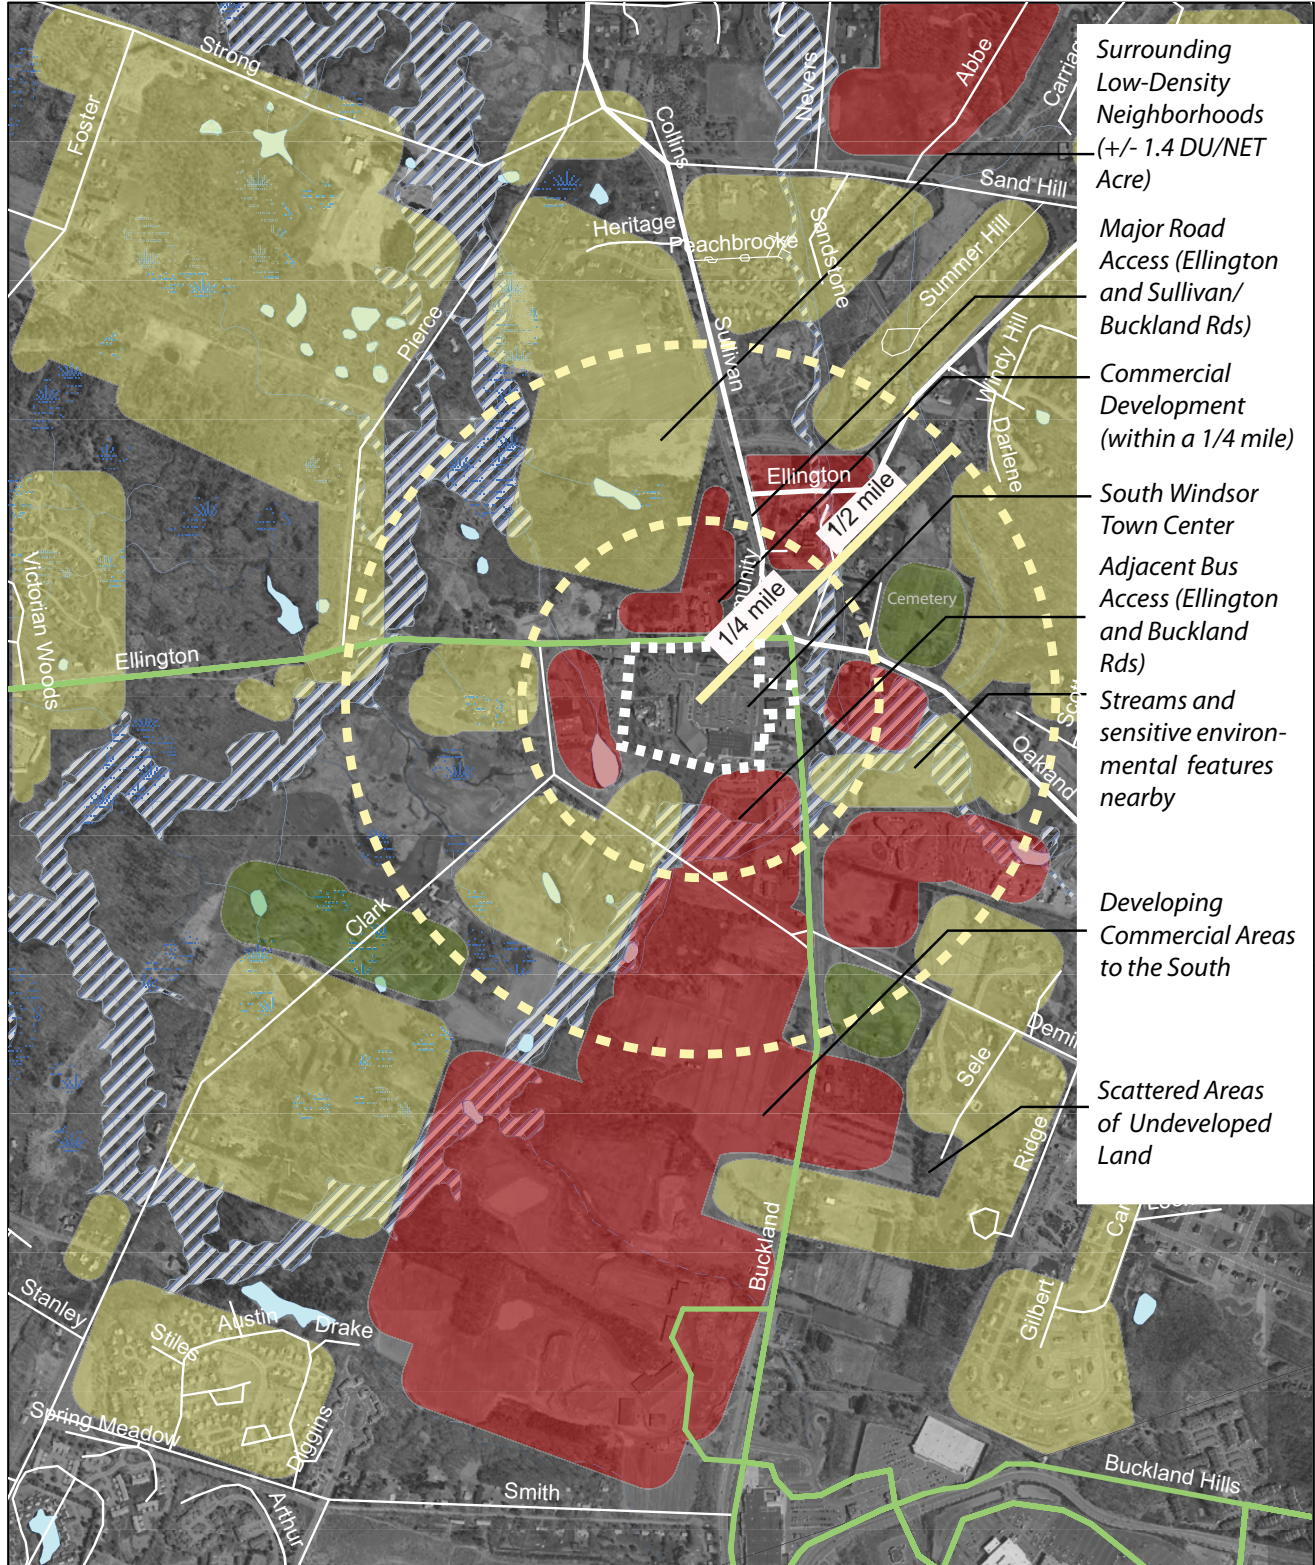 Surrounding
Low-Density
Neighborhoods
(+/- 1.4 DU/NET
Acre)
Major Road
Access (Ellington
and Sullivan/
Buckland Rds)
Commercial
Development
(within a 1/4 mile)
South Windsor
Town Center
Adjacent Bus
Access (Ellington
and Buckland
Rds)
Streams and
sensitive environ-
mental features
nearby
Developing
Commercial Areas
to the South
Scattered Areas
of Undeveloped
Land
Strong
Foster
Collins
Nevers
Abbe
Carria
Sand Hill
Heritage
Peachbrooke
Sandstone
Summer Hill
Pierce
Sullivan
Windy Hill
Darlene
Ellington
1/2 mile
munity
1/4 mile
Cemetery
Victorian Woods
Ellington
Scott
Oakland
Clark
Demi
Sele
Ridge
Buckland
Car
Gilbert
Stanley
Austin
Drake
Stiles
Spring Meadow
Diggins
Arthur
Smith
Buckland Hills